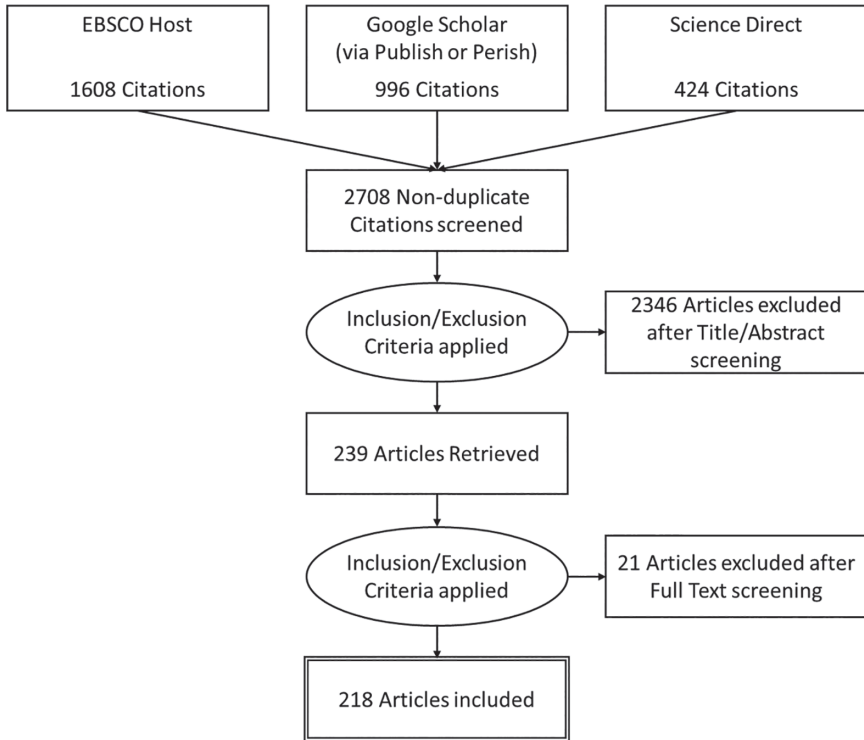 EBSCO Host
1608 Citations
Google Scholar
(via Publish or Perish)
996 Citations
Science Direct
424 Citations
2708 Non-duplicate
Citations screened
Inclusion/Exclusion
Criteria applied
2346 Articles excluded
after Title/Abstract
screening
239 Articles Retrieved
Inclusion/Exclusion
Criteria applied
21 Articles excluded after
Full Text screening
218 Articles included